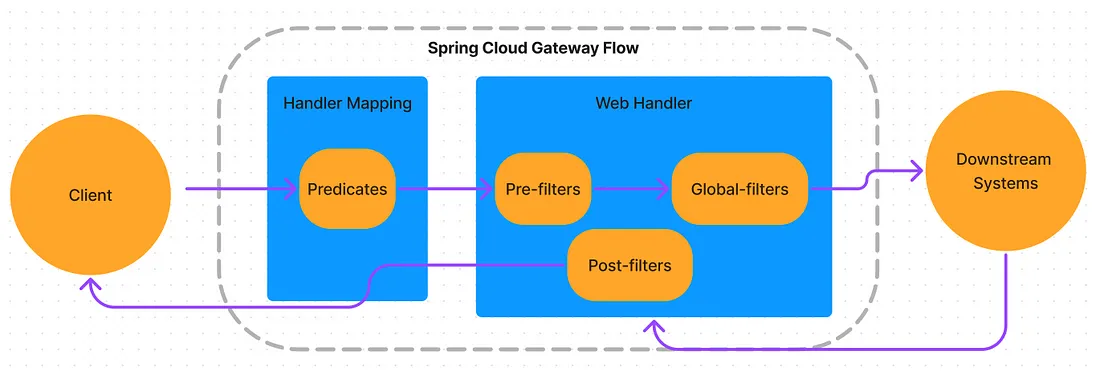 Spring Cloud Gateway Flow
Handler Mapping
Web Handler
Client
Predicates
Pre-filters
Global-filters
Downstream
Systems
Post-filters